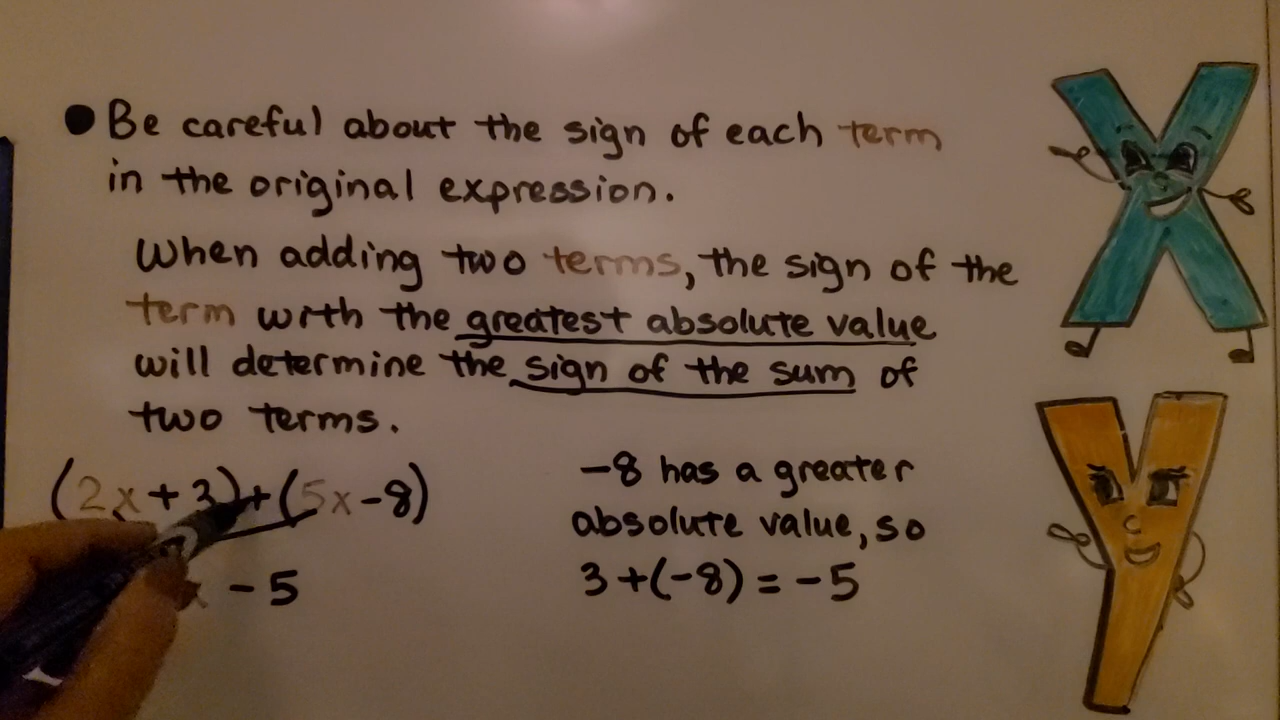 ● Be careful about the sign of each term
in the original expression.
When adding two terms, the sign of the
term with the greatest absolute value
will determine the sign of the sum of
two terms.
(2x + 3) + (5x - 8)
- 5
-8 has a greater
absolute value, so
3 + (-8) = -5
X
Y